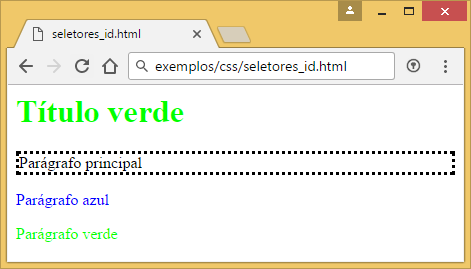 seletores_id.html
exemplos/css/seletores_id.html
Título verde
Parágrafo principal
Parágrafo azul
Parágrafo verde